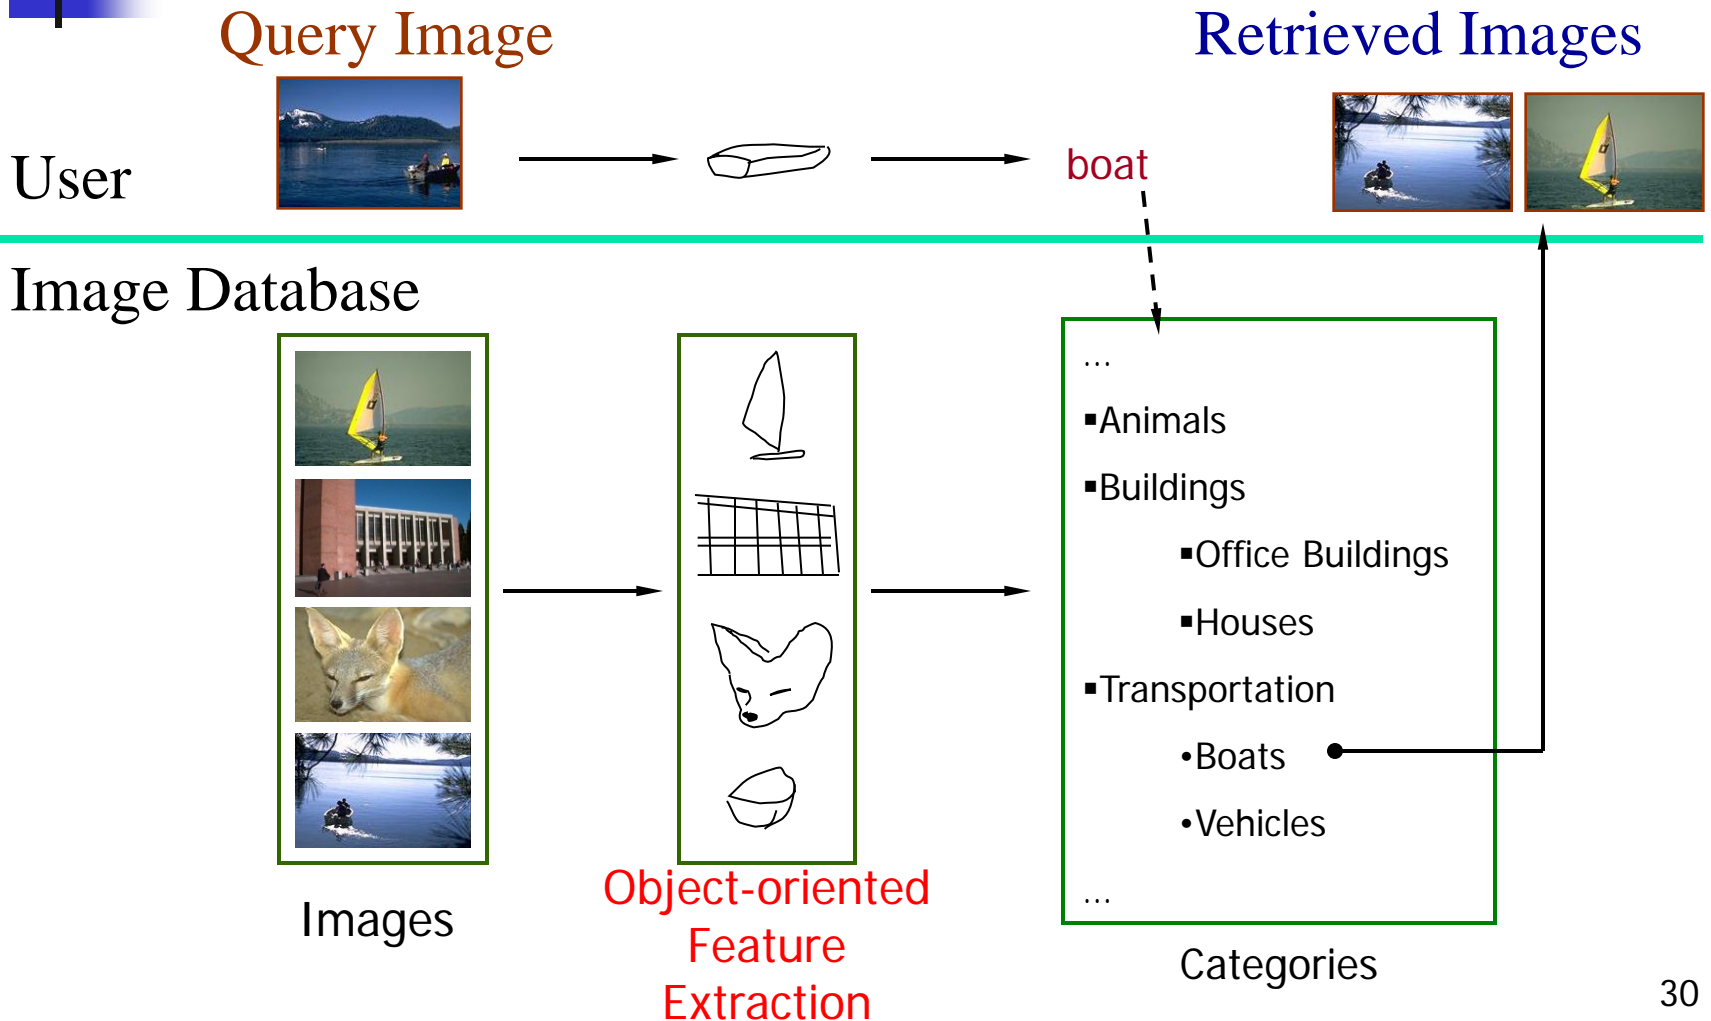 Query Image
Retrieved Images
User
boat
Image Database
…
▪Animals
▪Buildings
▪Office Buildings
▪Houses
▪Transportation
•Boats
•Vehicles
…
Images
Object-oriented
Feature
Extraction
Categories
30